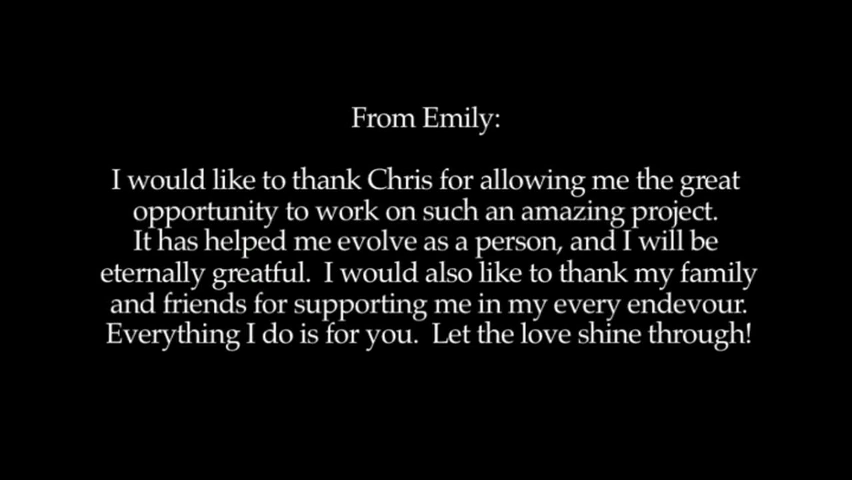 From Emily:
I would like to thank Chris for allowing me the great
opportunity to work on such an amazing project.
It has helped me evolve as a person, and I will be
eternally greatful.  I would also like to thank my family
and friends for supporting me in my every endevour.
Everything I do is for you.  Let the love shine through!